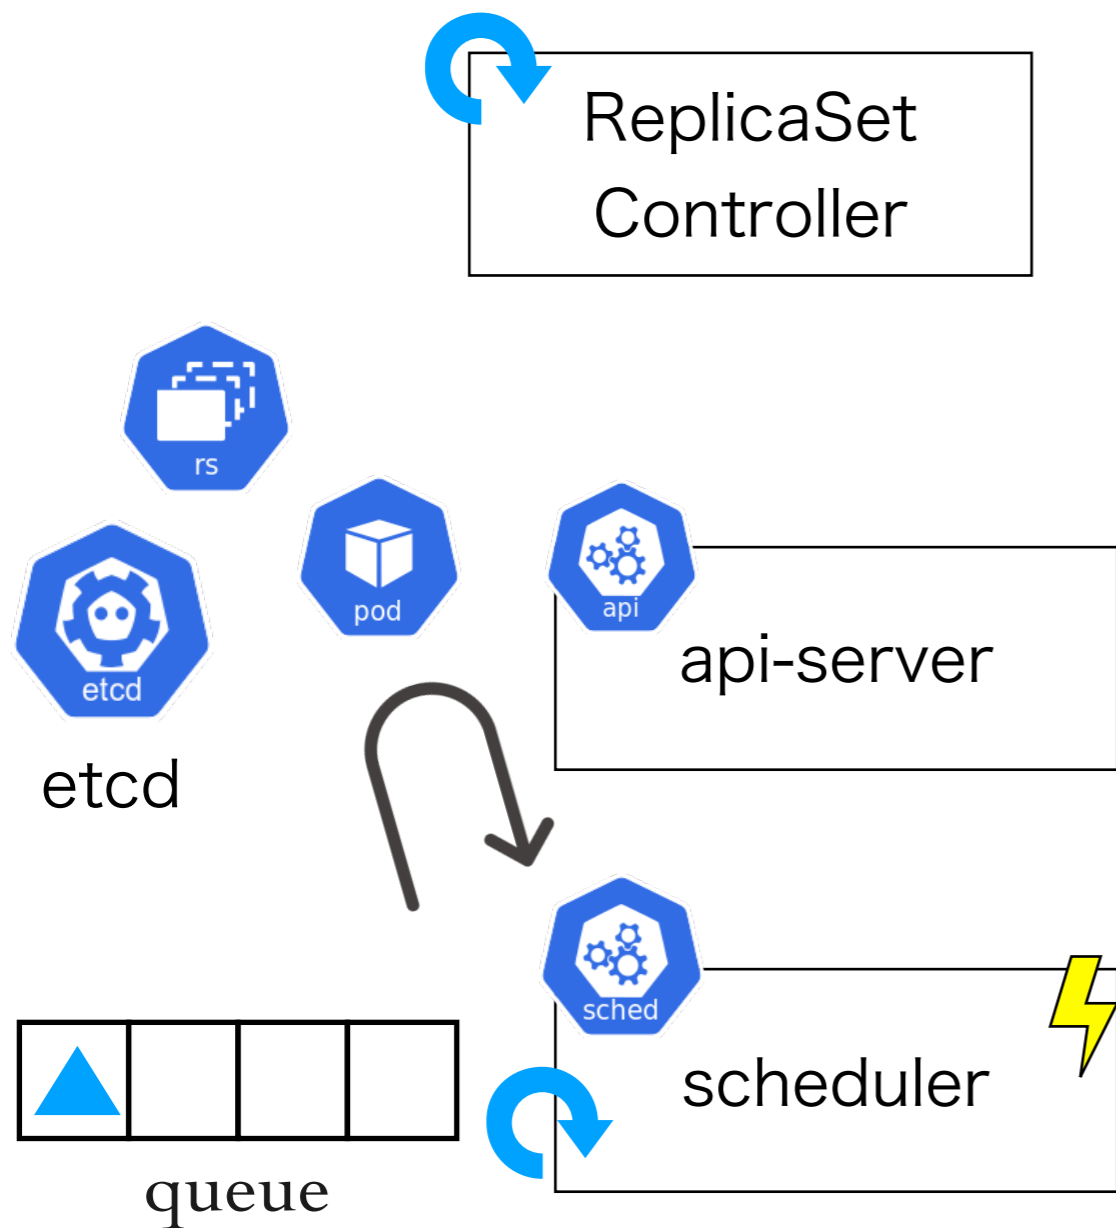 ReplicaSet
Controller
rs
pod
api
api-server
etcd
etcd
sched
scheduler
queue